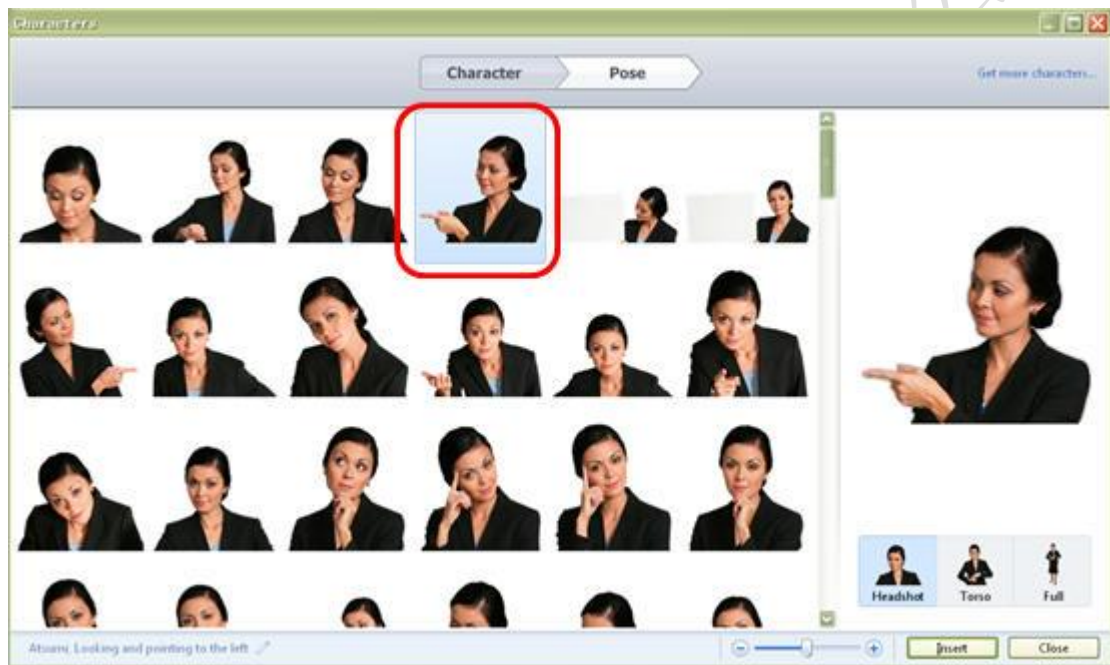 Characters
Character
Pose
Get more characters...
Headshot
Torso
Full
Atsumi, Looking and pointing to the left
Insert
Close